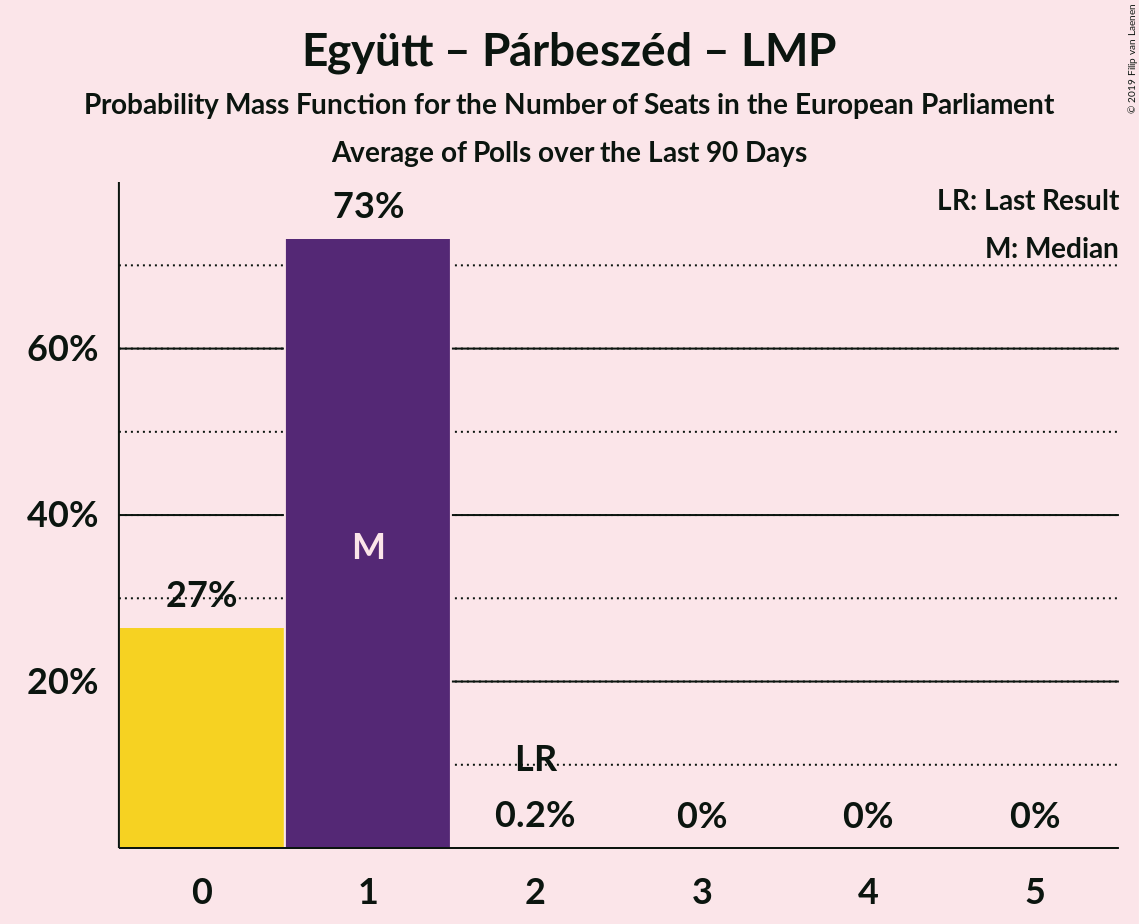 Együtt – Párbeszéd – LMP
Probability Mass Function for the Number of Seats in the European Parliament
Average of Polls over the Last 90 Days
© 2019 Filip van Laenen
LR: Last Result
M: Median
73%
60%
40%
20%
27%
M
LR
0.2%
0%
0%
0%
0
1
2
3
4
5